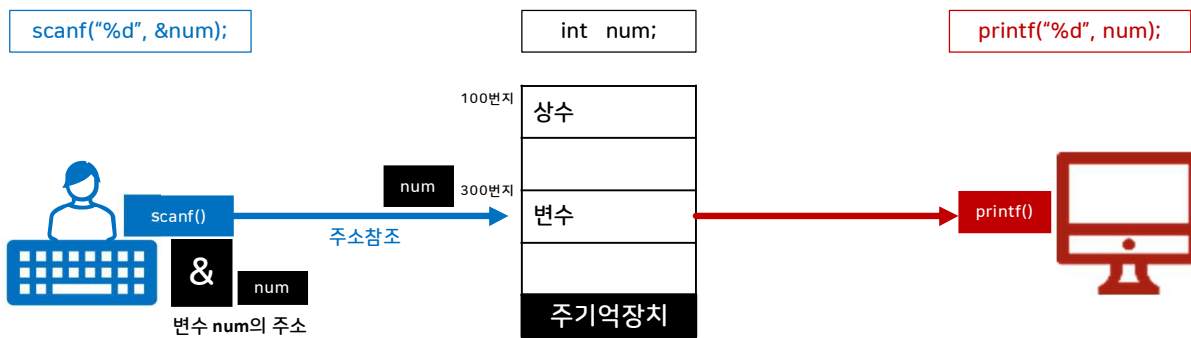 scanf("%d", &num);
int num;
printf("%d", num);
100번지
상수
num
300번지
scanf()
변수
printf()
주소참조
&
num
주기억장치
변수 num의 주소